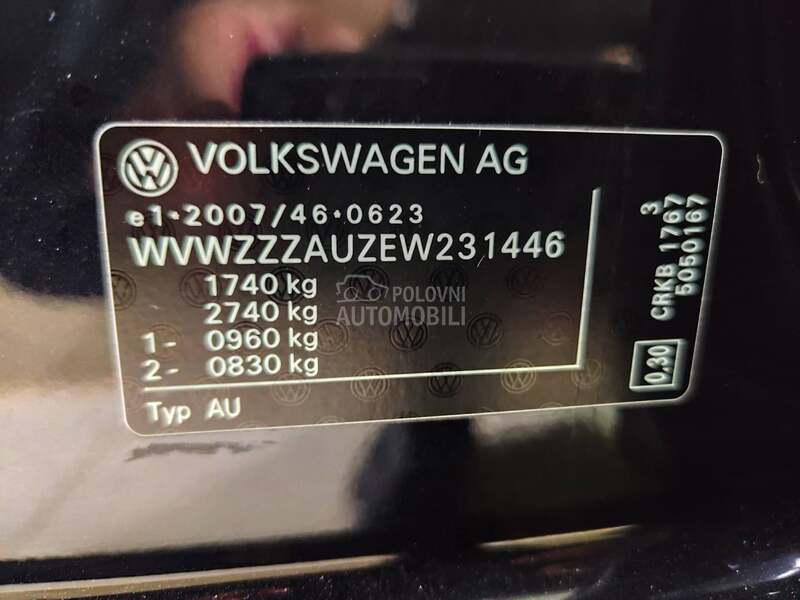 VOLKSWAGEN AG
e1*2007/46*0623
WVWZZZAUZEW231446
1740 kg
2740 kg
1- 0960 kg
2- 0830 kg
Typ AU
3
CRKB 1767
5050167
0.30
POLOVNI
AUTOMOBILI